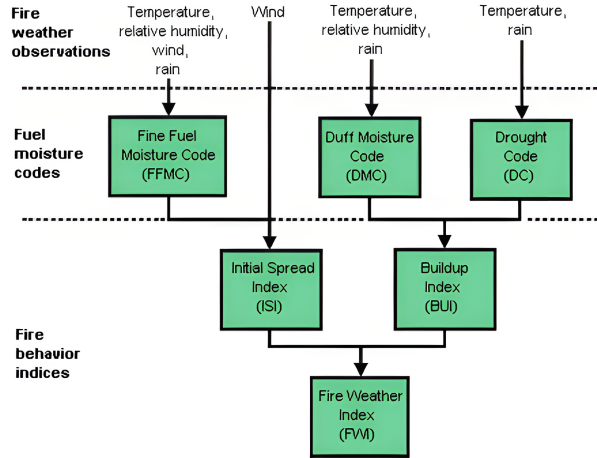 Fire
weather
observations
Temperature,
relative humidity,
wind,
rain
Wind
Temperature,
relative humidity,
rain
Temperature,
rain
Fuel
moisture
codes
Fine Fuel
Moisture Code
(FFMC)
Duff Moisture
Code
(DMC)
Drought
Code
(DC)
Fire
behavior
indices
Initial Spread
Index
(ISI)
Buildup
Index
(BUI)
Fire Weather
Index
(FWI)